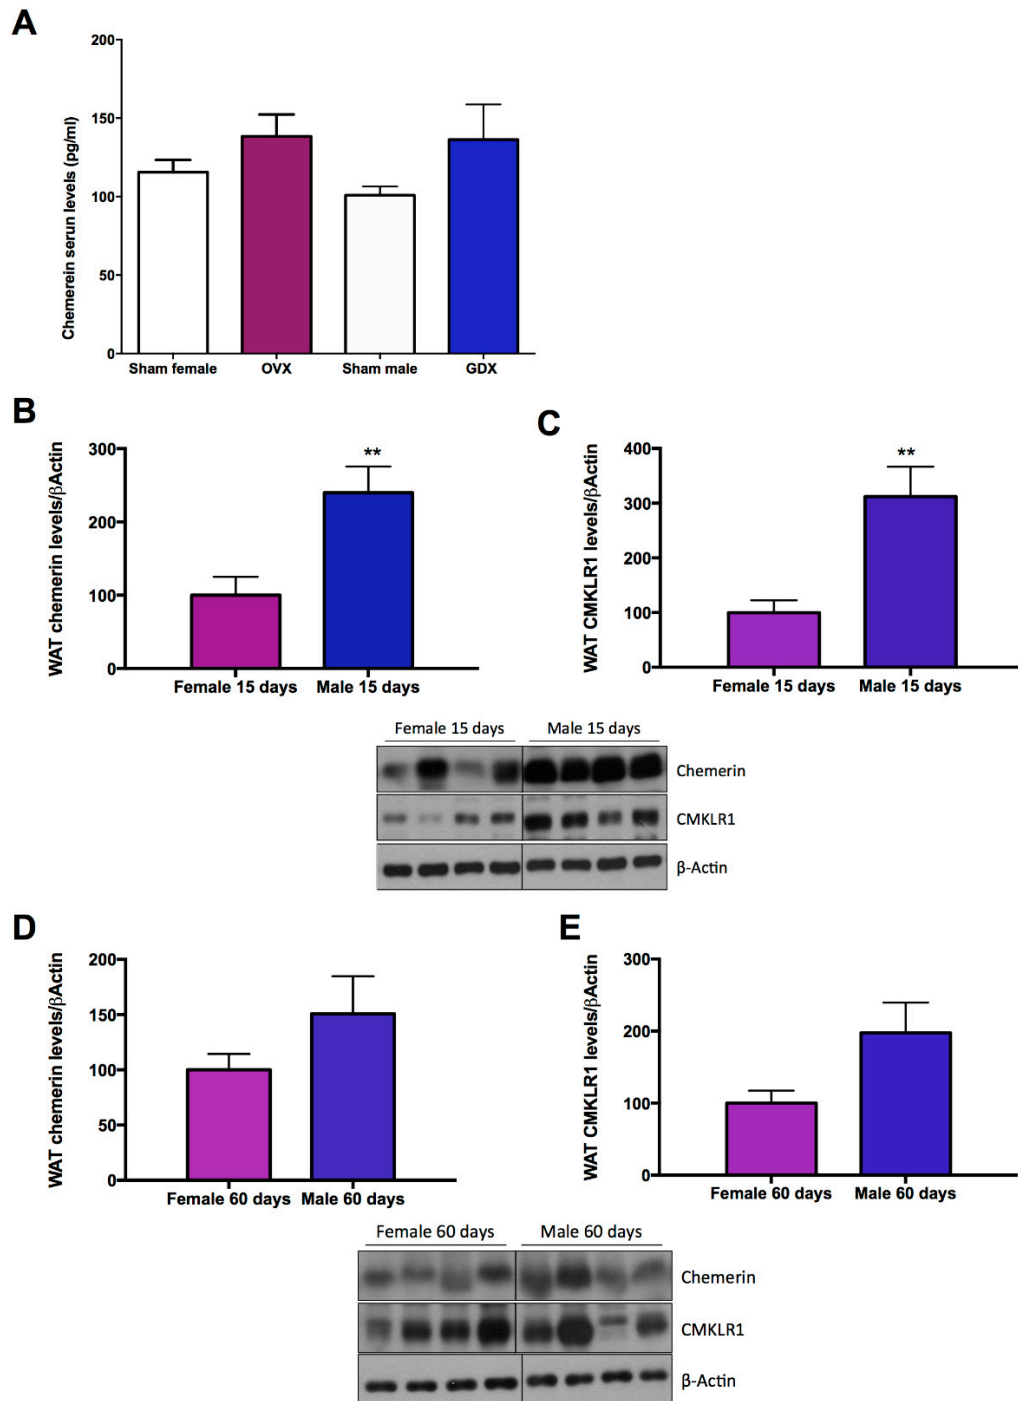 A
Chemerein serun levels (pg/ml)
200
150
100
50
0
Sham female OVX Sham male GDX
B
WAT chemerin levels/βActin
300
200
100
0
**
Female 15 days Male 15 days
C
WAT CMKLR1 levels/βActin
400
300
200
100
0
**
Female 15 days Male 15 days
Female 15 days Male 15 days
Chemerin
CMKLR1
β-Actin
D
WAT chemerin levels/βActin
200
150
100
50
0
Female 60 days Male 60 days
E
WAT CMKLR1 levels/βActin
300
200
100
0
Female 60 days Male 60 days
Female 60 days Male 60 days
Chemerin
CMKLR1
β-Actin